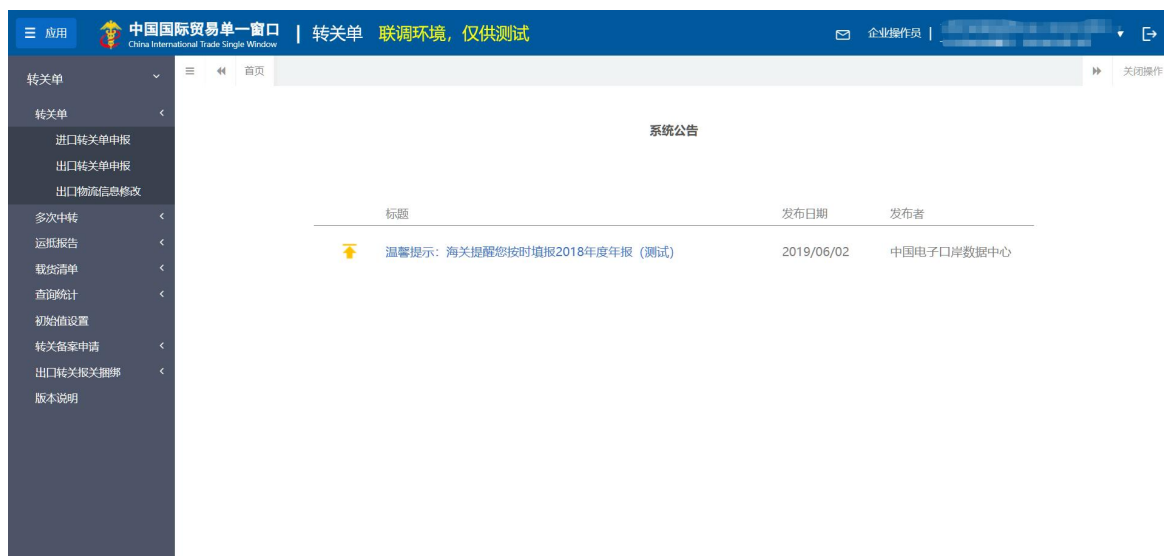 应用
中国国际贸易单一窗口
China International Trade Single Window
转关单 联调环境，仅供测试
企业操作员
转关单
首页
关闭操作
转关单
进口转关单申报
出口转关单申报
出口物流信息修改
多次中转
运抵报告
载货清单
查询统计
初始值设置
转关备案申请
出口转关报关捆绑
版本说明
系统公告
标题 发布日期 发布者
温馨提示：海关提醒您按时填报2018年度年报（测试） 2019/06/02 中国电子口岸数据中心